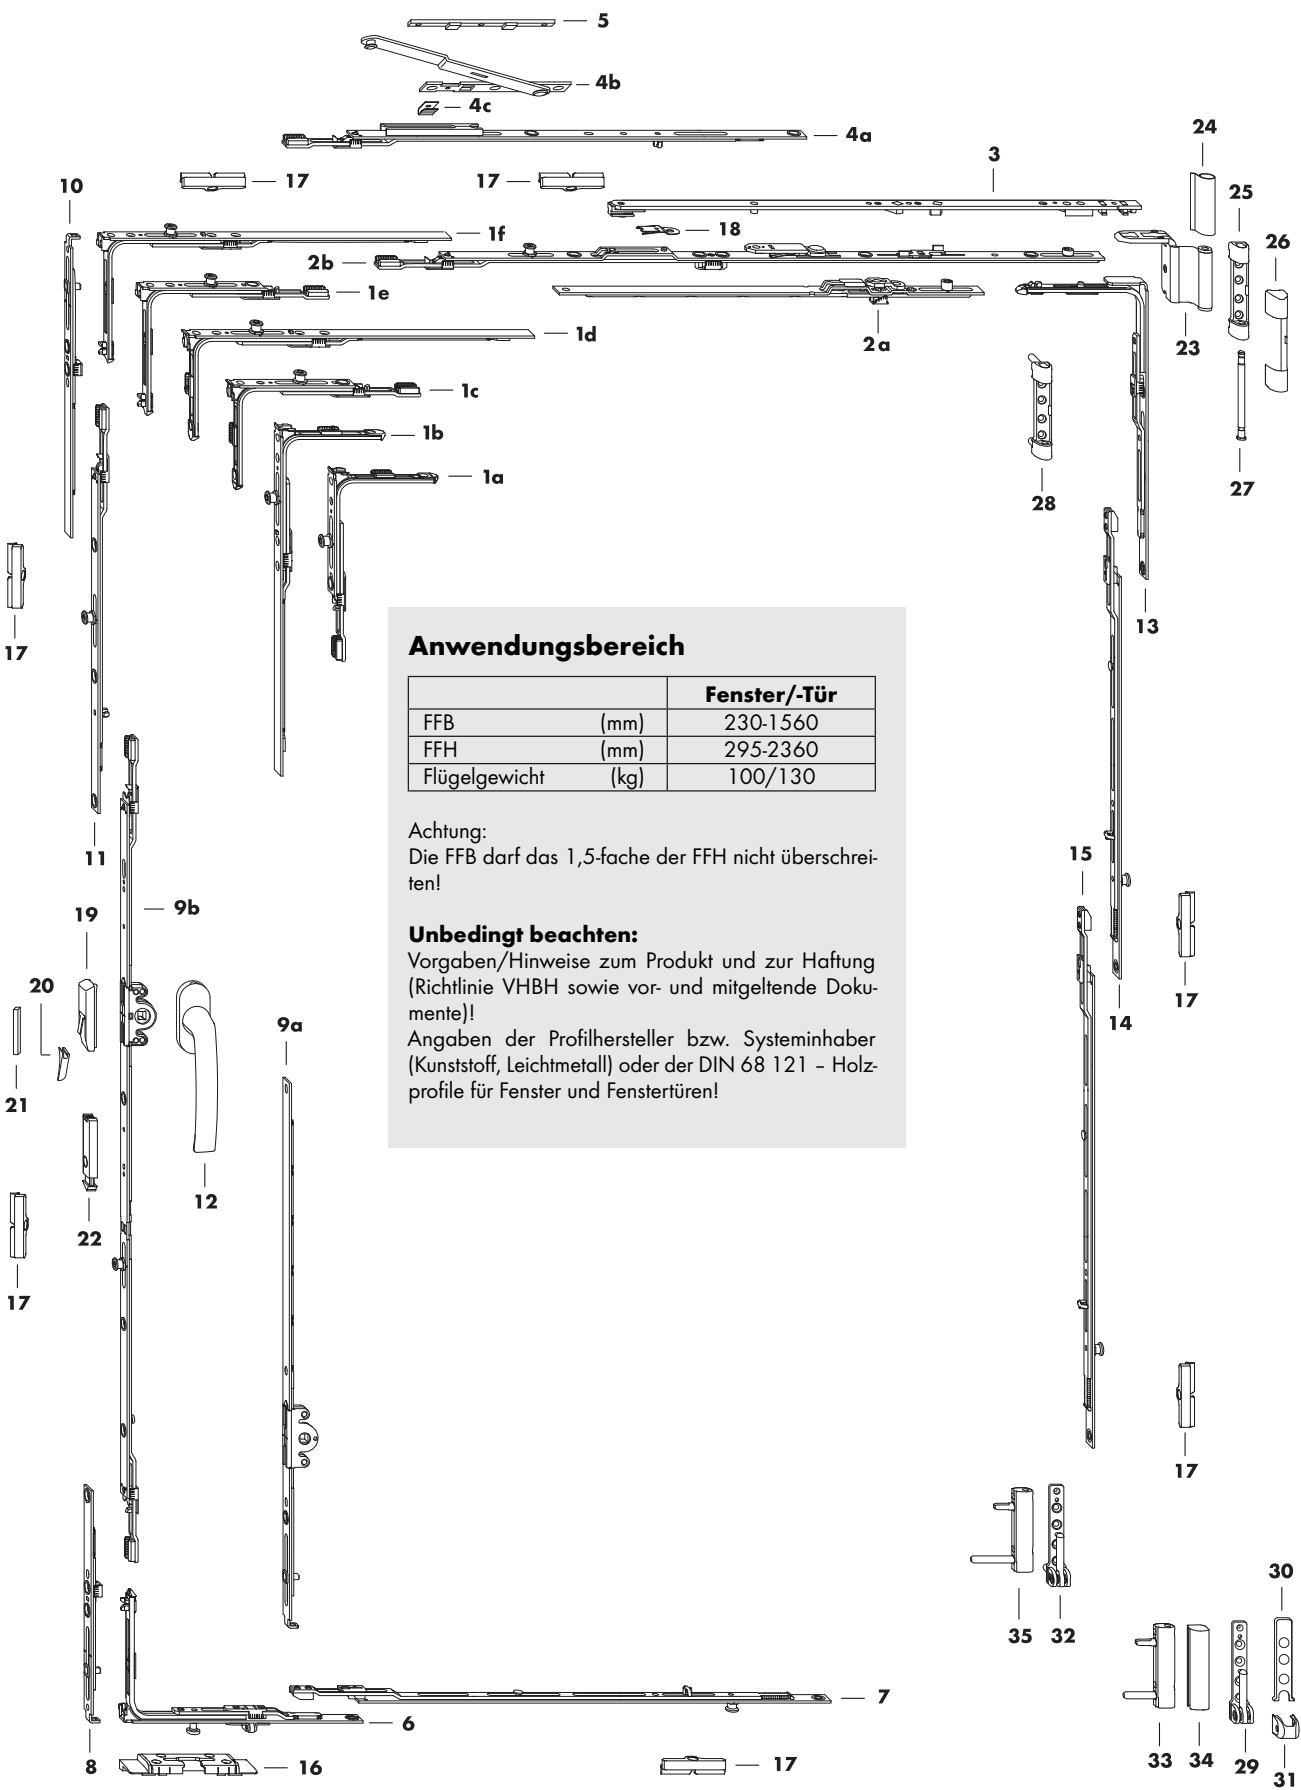 5
4b
4c
4a
24
3
10
17
17
25
1f
18
26
2b
1e
1d
2a
23
1c
1b
1a
28
27
13
17
Anwendungsbereich
Fenster/-Tür
FFB (mm) 230-1560
FFH (mm) 295-2360
Flügelgewicht (kg) 100/130
Achtung:
Die FFB darf das 1,5-fache der FFH nicht überschrei-
ten!
11
15
9b
19
Unbedingt beachten:
Vorgaben/Hinweise zum Produkt und zur Haftung
(Richtlinie VHBH sowie vor- und mitgeltende Doku-
mente)!
Angaben der Profilhersteller bzw. Systeminhaber
(Kunststoff, Leichtmetall) oder der DIN 68 121 – Holz-
profile für Fenster und Fenstertüren!
20
17
9a
14
21
12
22
17
17
30
35
32
7
6
8
16
17
33
34
29
31